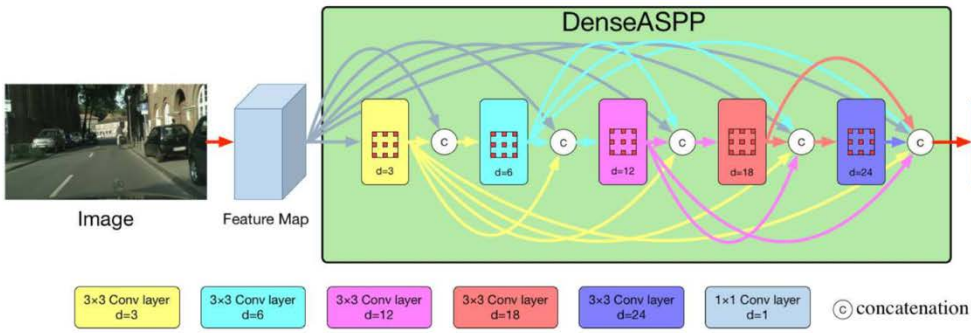 DenseASPP
d=3
d=6
d=12
d=18
d=24
c
c
c
c
c
Image
Feature Map
3×3 Conv layer
d=3
3×3 Conv layer
d=6
3×3 Conv layer
d=12
3×3 Conv layer
d=18
3×3 Conv layer
d=24
1×1 Conv layer
d=1
c concatenation